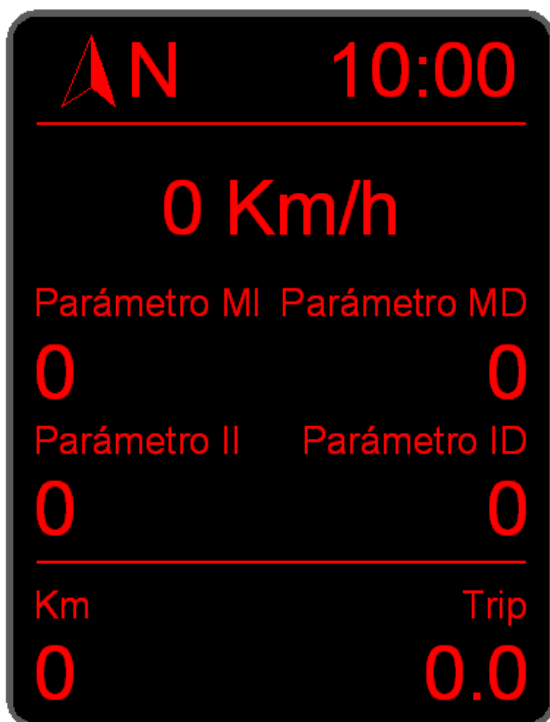 N 10:00
0 Km/h
Parámetro MI Parámetro MD
0 0
Parámetro II Parámetro ID
0 0
Km Trip
0 0.0